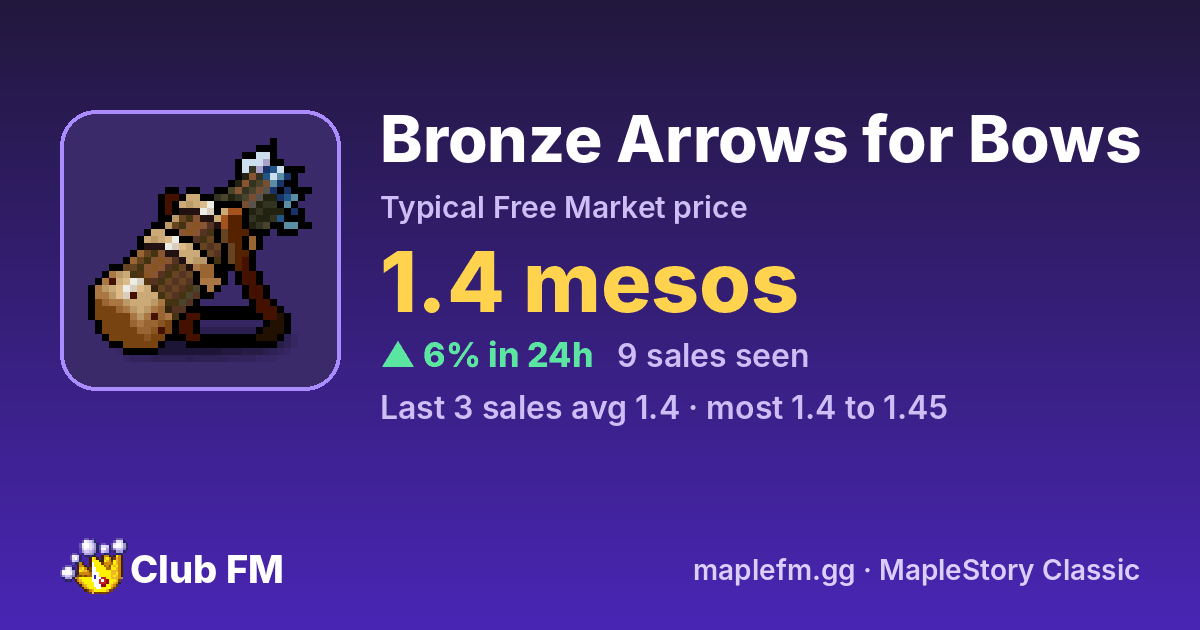 Bronze Arrows for Bows
Typical Free Market price
1.4 mesos
▲ 6% in 24h 9 sales seen
Last 3 sales avg 1.4 · most 1.4 to 1.45
Club FM
maplefm.gg · MapleStory Classic